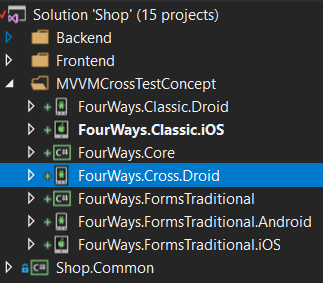 Solution 'Shop' (15 projects)
Backend
Frontend
MVVMCrossTestConcept
FourWays.Classic.Droid
FourWays.Classic.iOS
C# FourWays.Core
FourWays.Cross.Droid
C# FourWays.FormsTraditional
FourWays.FormsTraditional.Android
FourWays.FormsTraditional.iOS
C# Shop.Common